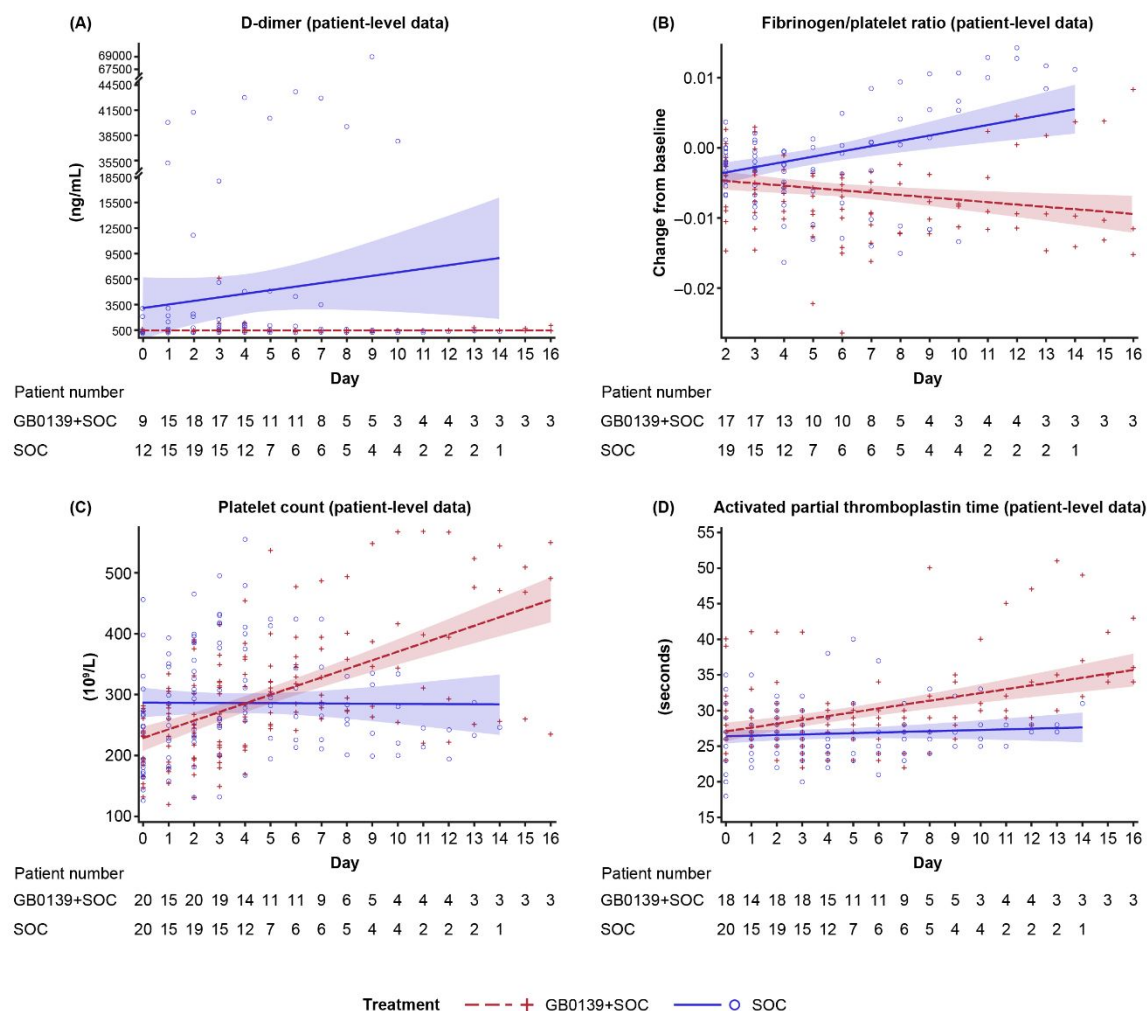 (A) D-dimer (patient-level data)
69000
67500
44500
41500
38500
35500
18500
15500
12500
9500
6500
3500
500
(ng/mL)
0 1 2 3 4 5 6 7 8 9 10 11 12 13 14 15 16
Day
Patient number
GB0139+SOC 9 15 18 17 15 11 11 8 5 5 3 4 4 3 3 3 3
SOC 12 15 19 15 12 7 6 6 5 4 4 2 2 2 1
(B) Fibrinogen/platelet ratio (patient-level data)
0.01
0.00
−0.01
−0.02
Change from baseline
2 3 4 5 6 7 8 9 10 11 12 13 14 15 16
Day
Patient number
GB0139+SOC 17 17 13 10 10 8 5 4 3 4 4 3 3 3 3
SOC 19 15 12 7 6 6 5 4 4 2 2 2 1
(C) Platelet count (patient-level data)
500
400
300
200
100
(10⁹/L)
0 1 2 3 4 5 6 7 8 9 10 11 12 13 14 15 16
Day
Patient number
GB0139+SOC 20 15 20 19 14 11 11 9 6 5 4 4 4 3 3 3 3
SOC 20 15 19 15 12 7 6 6 5 4 4 2 2 2 1
(D) Activated partial thromboplastin time (patient-level data)
55
50
45
40
35
30
25
20
15
(seconds)
0 1 2 3 4 5 6 7 8 9 10 11 12 13 14 15 16
Day
Patient number
GB0139+SOC 18 14 18 18 15 11 11 9 5 5 3 4 4 3 3 3 3
SOC 20 15 19 15 12 7 6 6 5 4 4 2 2 2 1
Treatment GB0139+SOC SOC